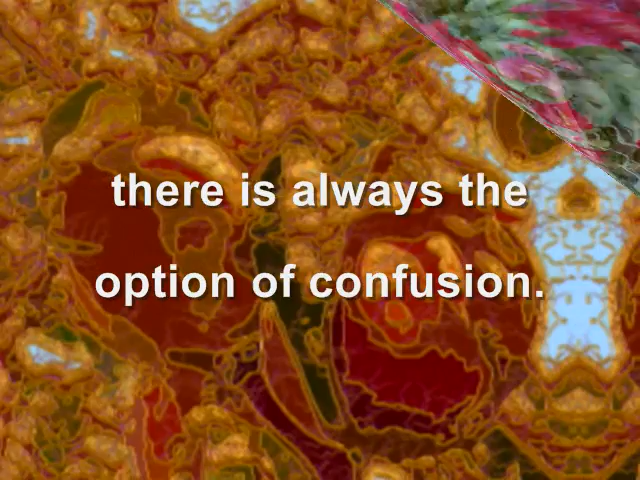 there is always the
option of confusion.